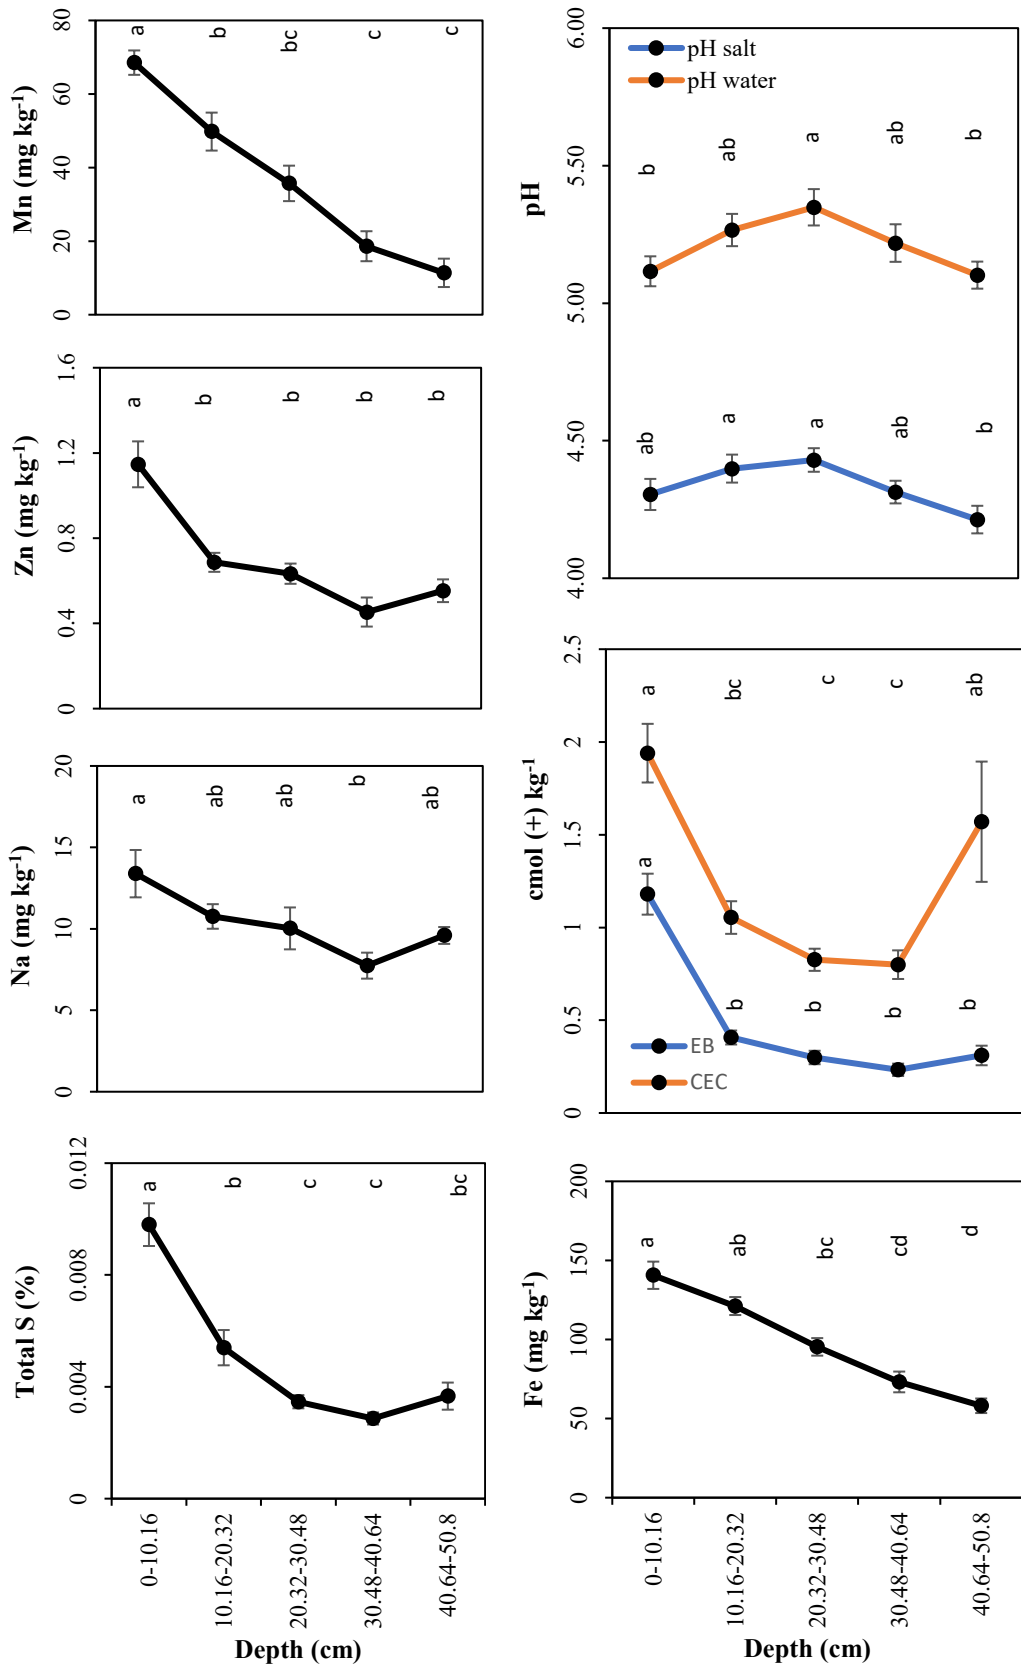 Mn (mg kg-1)
80
60
40
20
0
a b bc c c
Zn (mg kg-1)
1.6
1.2
0.8
0.4
0
a b b b b
Na (mg kg-1)
20
15
10
5
0
a ab ab b ab
Total S (%)
0.012
0.008
0.004
0
a b c c bc
0-10.16
10.16-20.32
20.32-30.48
30.48-40.64
40.64-50.8
Depth (cm)
pH
6.00
5.50
5.00
4.50
4.00
pH salt
pH water
b ab a ab b
ab a a ab b
cmol (+) kg-1
2.5
2
1.5
1
0.5
0
a bc c c ab
a b b b b
EB
CEC
Fe (mg kg-1)
200
150
100
50
0
a ab bc cd d
0-10.16
10.16-20.32
20.32-30.48
30.48-40.64
40.64-50.8
Depth (cm)